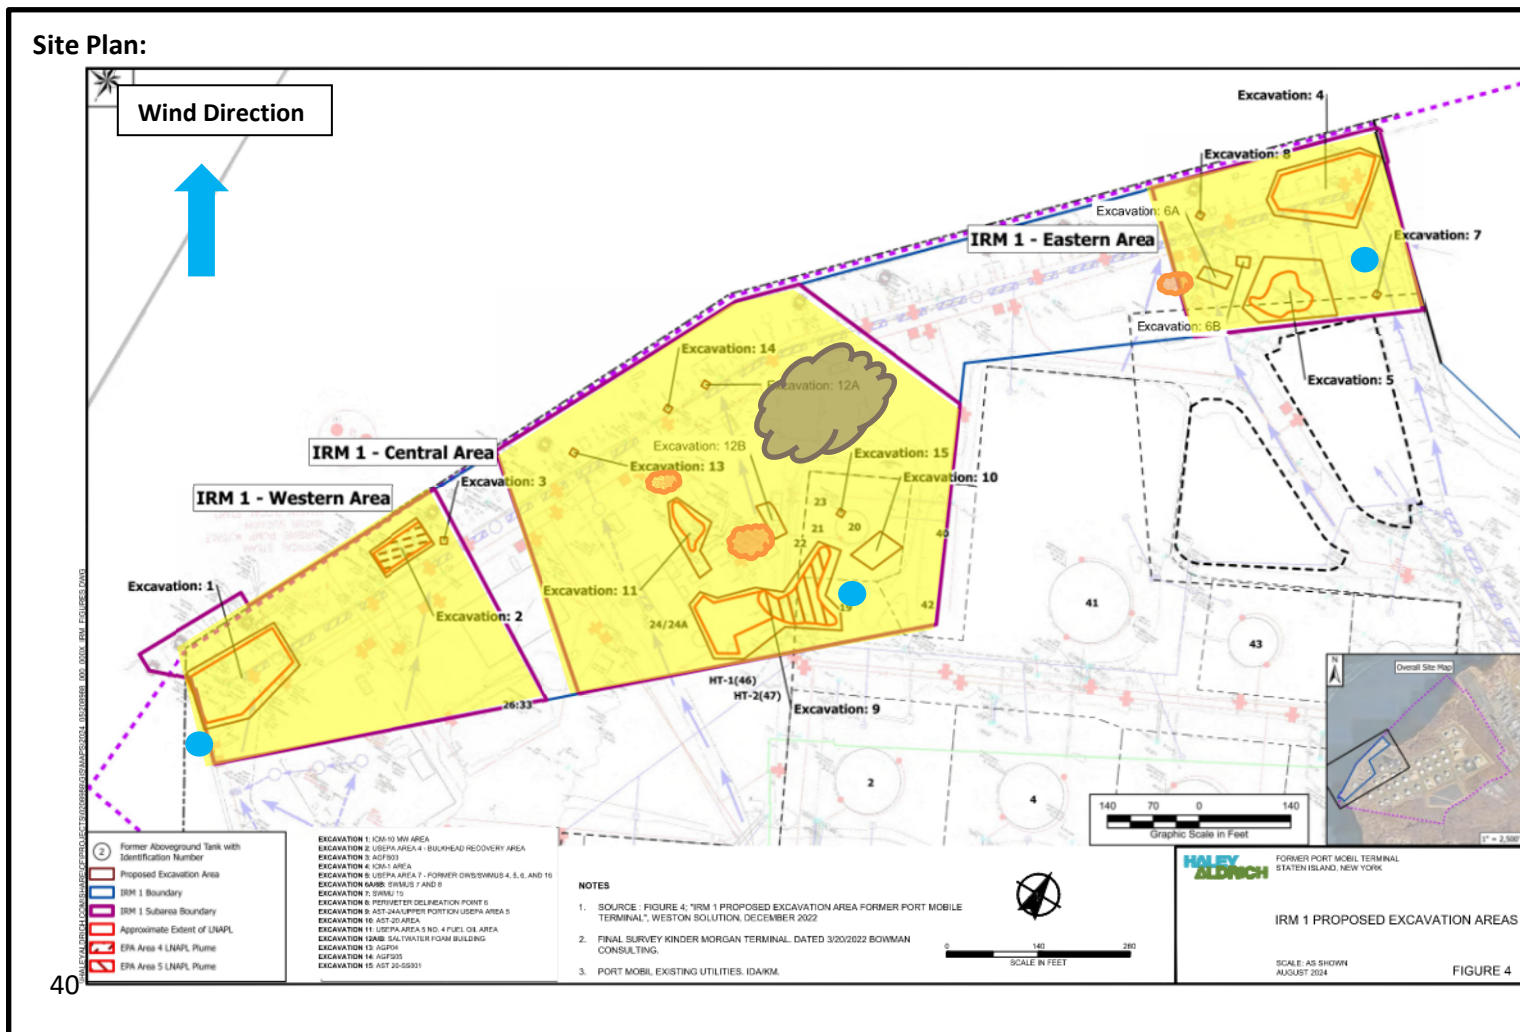 Site Plan:
Wind Direction
Excavation: 4
Excavation: 8
Excavation: 6A
IRM 1 - Eastern Area
Excavation: 7
Excavation: 6B
Excavation: 14
Excavation: 12A
Excavation: 5
Excavation: 12B
IRM 1 - Central Area
Excavation: 15
Excavation: 13
Excavation: 10
Excavation: 3
IRM 1 - Western Area
23
21
20
22
40
Excavation: 1
Excavation: 11
Excavation: 2
19
42
41
24/24A
43
HT-1(46)
HT-2(47)
26:33
Excavation: 9
2
4
N
Overall Site Map
1" = 2,500'
140 70 0 140
Graphic Scale in Feet
2
Former Aboveground Tank with
Identification Number
Proposed Excavation Area
IRM 1 Boundary
IRM 1 Subarea Boundary
Approximate Extent of LNAPL
EPA Area 4 LNAPL Plume
EPA Area 5 LNAPL Plume
EXCAVATION 1: ICM-10 MW AREA
EXCAVATION 2: USEPA AREA 4 - BULKHEAD RECOVERY AREA
EXCAVATION 3: AGFS03
EXCAVATION 4: ICM-1 AREA
EXCAVATION 5: USEPA AREA 7 - FORMER OWS/SWMUS 4, 5, 6, AND 16
EXCAVATION 6A/6B: SWMUS 7 AND 8
EXCAVATION 7: SWMU 15
EXCAVATION 8: PERIMETER DELINEATION POINT 6
EXCAVATION 9: AST-24A/UPPER PORTION USEPA AREA 5
EXCAVATION 10: AST-20 AREA
EXCAVATION 11: USEPA AREA 5 NO. 4 FUEL OIL AREA
EXCAVATION 12A/B: SALTWATER FOAM BUILDING
EXCAVATION 13: AGP04
EXCAVATION 14: AGFS05
EXCAVATION 15: AST 20-SS001
NOTES
1. SOURCE : FIGURE 4; "IRM 1 PROPOSED EXCAVATION AREA FORMER PORT MOBILE
TERMINAL", WESTON SOLUTION, DECEMBER 2022
2. FINAL SURVEY KINDER MORGAN TERMINAL. DATED 3/20/2022 BOWMAN
CONSULTING.
3. PORT MOBIL EXISTING UTILITIES. IDA/KM.
0 140 280
SCALE IN FEET
HALEY
ALDRICH
FORMER PORT MOBIL TERMINAL
STATEN ISLAND, NEW YORK
IRM 1 PROPOSED EXCAVATION AREAS
SCALE: AS SHOWN
AUGUST 2024
FIGURE 4
40